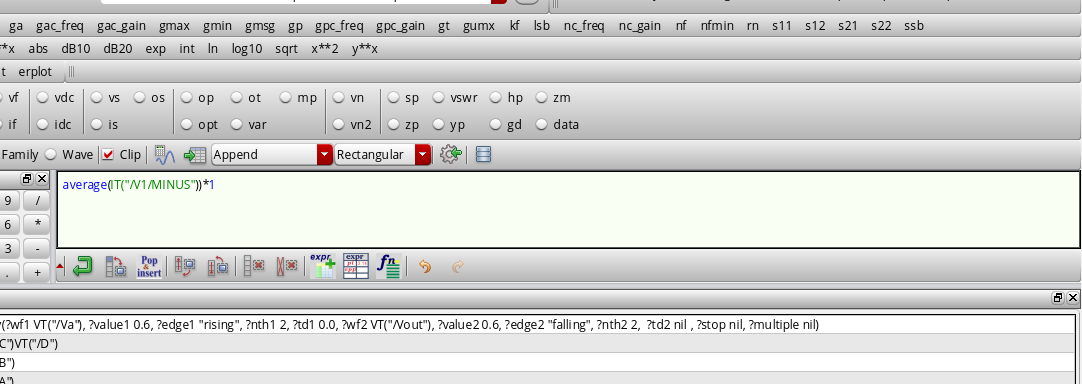 ga gac_freq gac_gain gmax gmin gmsg gp gpc_freq gpc_gain gt gumx kf lsb nc_freq nc_gain nf nfmin rn s11 s12 s21 s22 ssb
**x abs dB10 dB20 exp int ln log10 sqrt x**2 y**x
t erplot
vf vdc vs os op ot mp vn sp vswr hp zm
if idc is opt var vn2 zp yp gd data
Family Wave Clip Append Rectangular
9 /
average(IT("/V1/MINUS"))*1
6 *
3 -
. +
Pop & insert expr expr fn
y(?wf1 VT("/Va"), ?value1 0.6, ?edge1 "rising", ?nth1 2, ?td1 0.0, ?wf2 VT("/Vout"), ?value2 0.6, ?edge2 "falling", ?nth2 2, ?td2 nil , ?stop nil, ?multiple nil)
C")VT("/D")
B")
A")